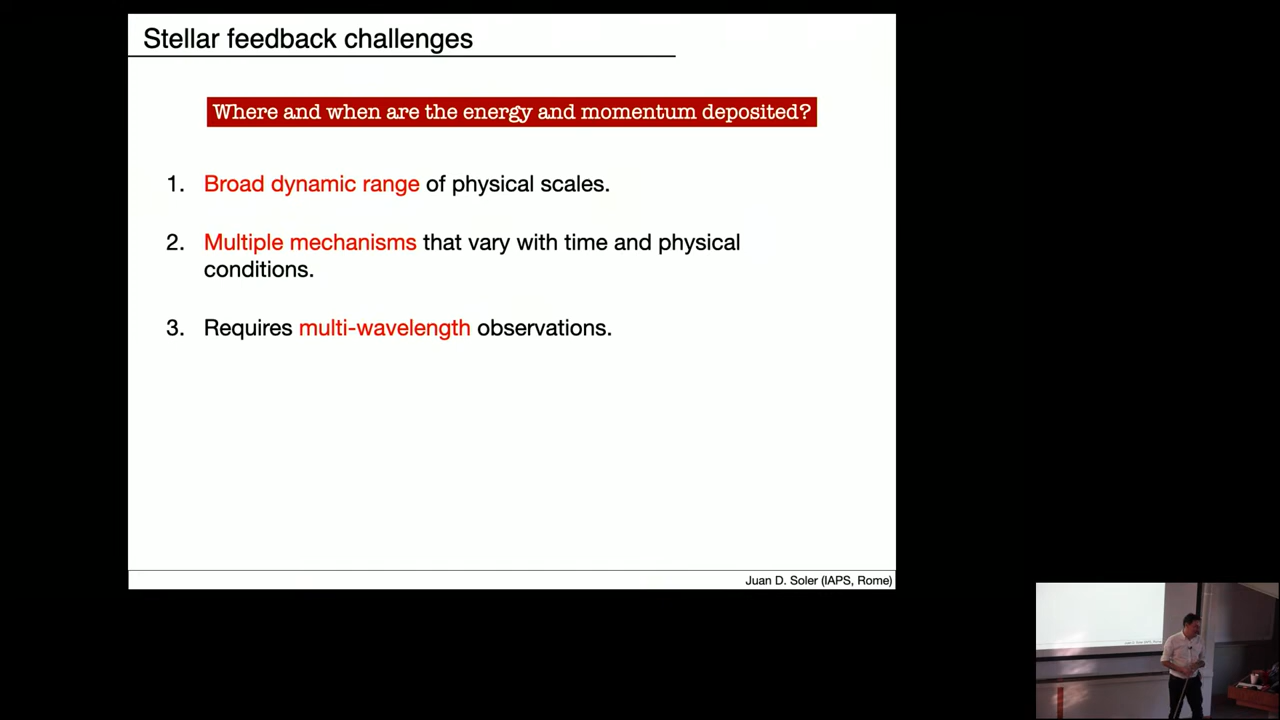 Stellar feedback challenges
Where and when are the energy and momentum deposited?
1. Broad dynamic range of physical scales.
2. Multiple mechanisms that vary with time and physical
conditions.
3. Requires multi-wavelength observations.
Juan D. Soler (IAPS, Rome)